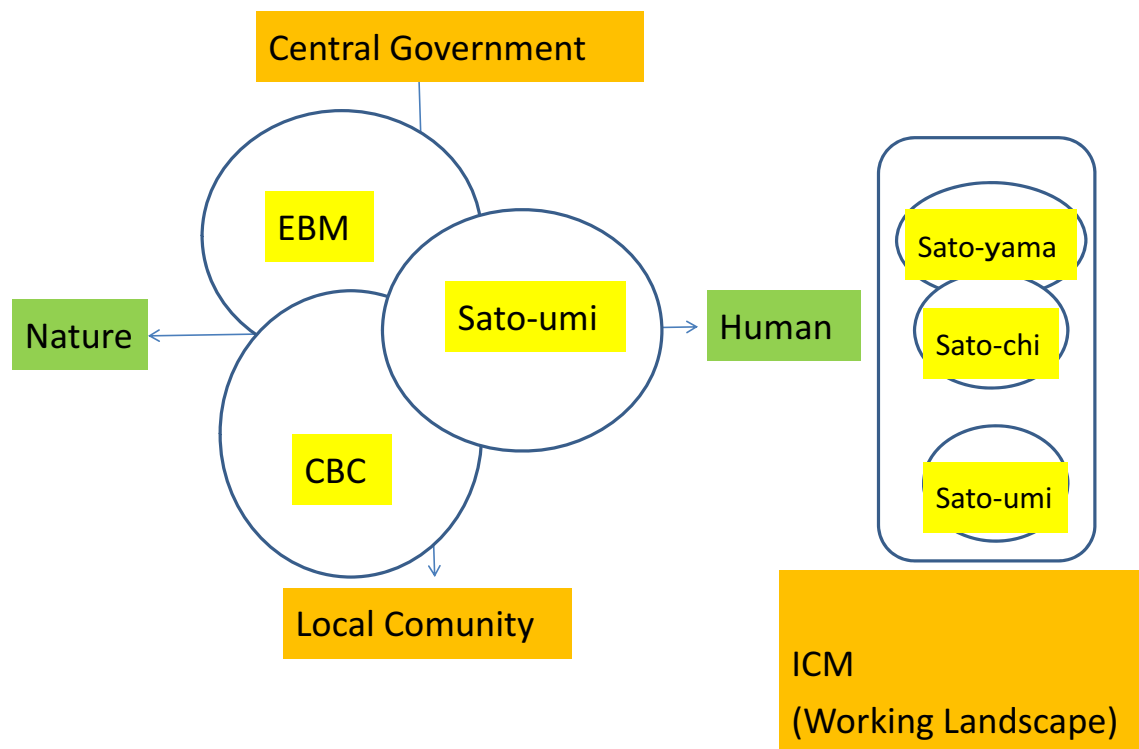 Central Government
EBM
Sato-umi
Nature
Human
CBC
Local Comunity
Sato-yama
Sato-chi
Sato-umi
ICM
(Working Landscape)